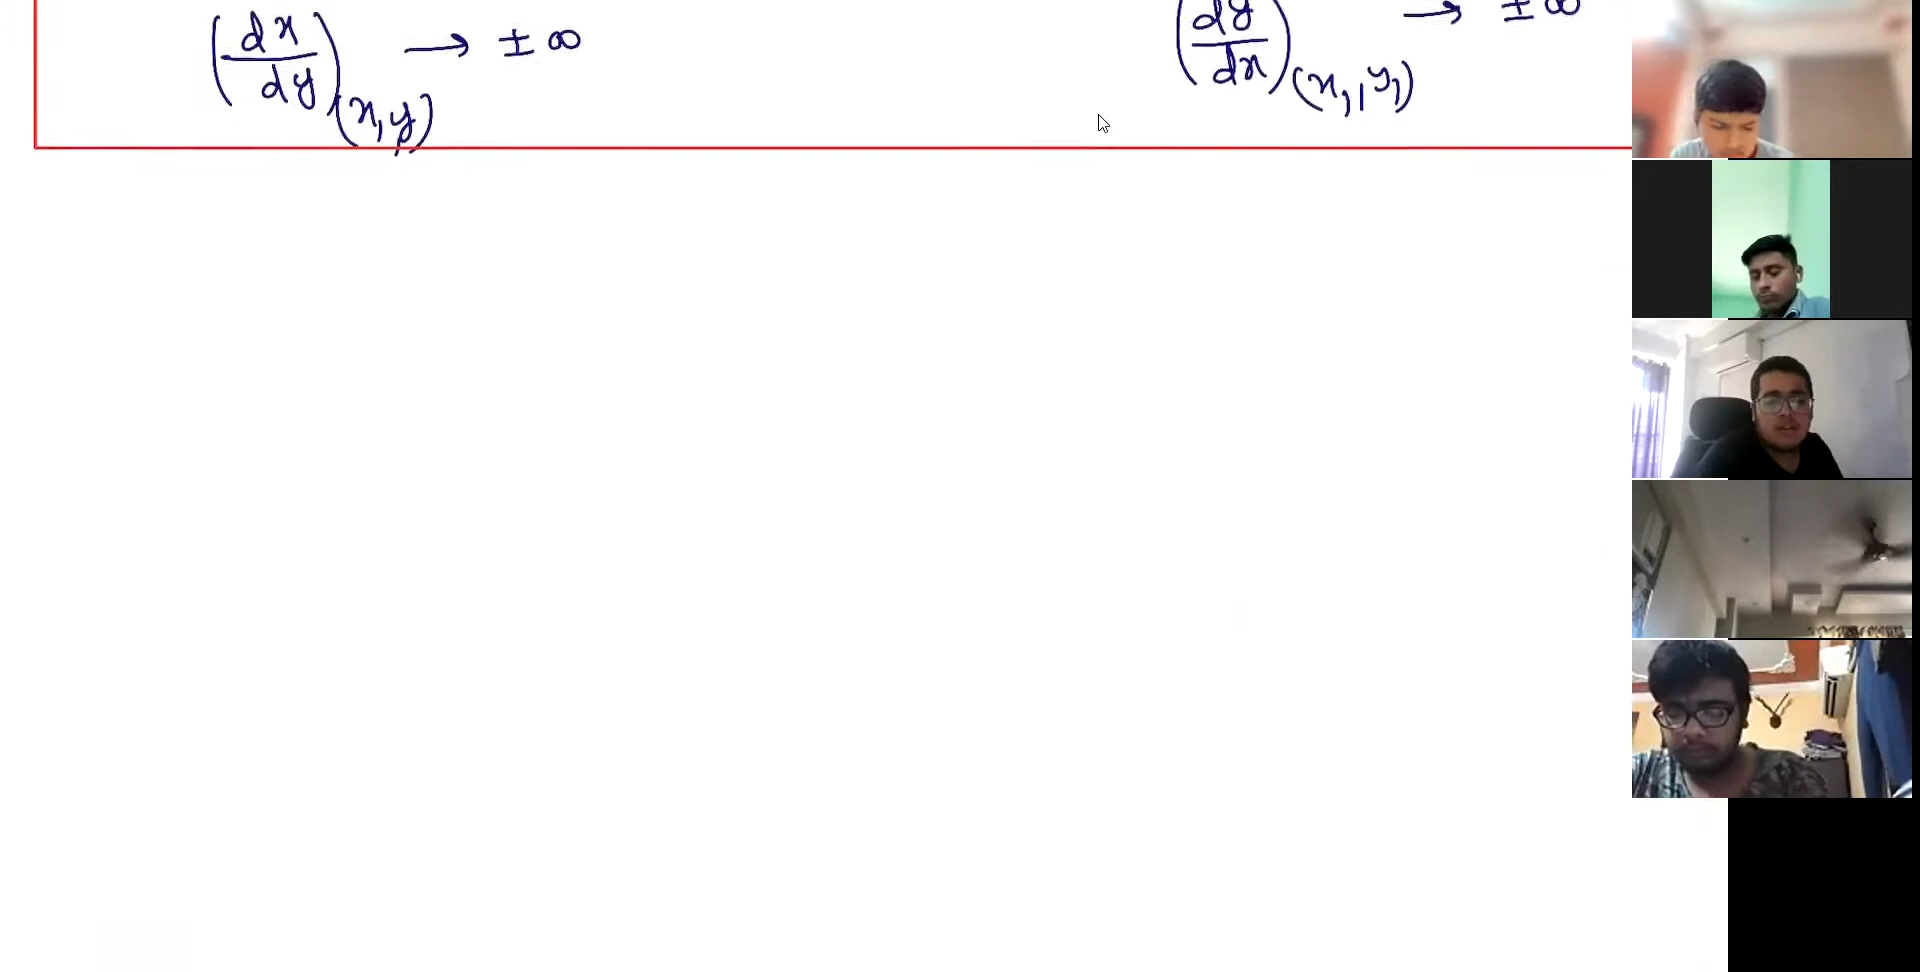 (dx/dy)(x,y) → ±∞
(dy/dx)(x₁,y₁) → ±∞